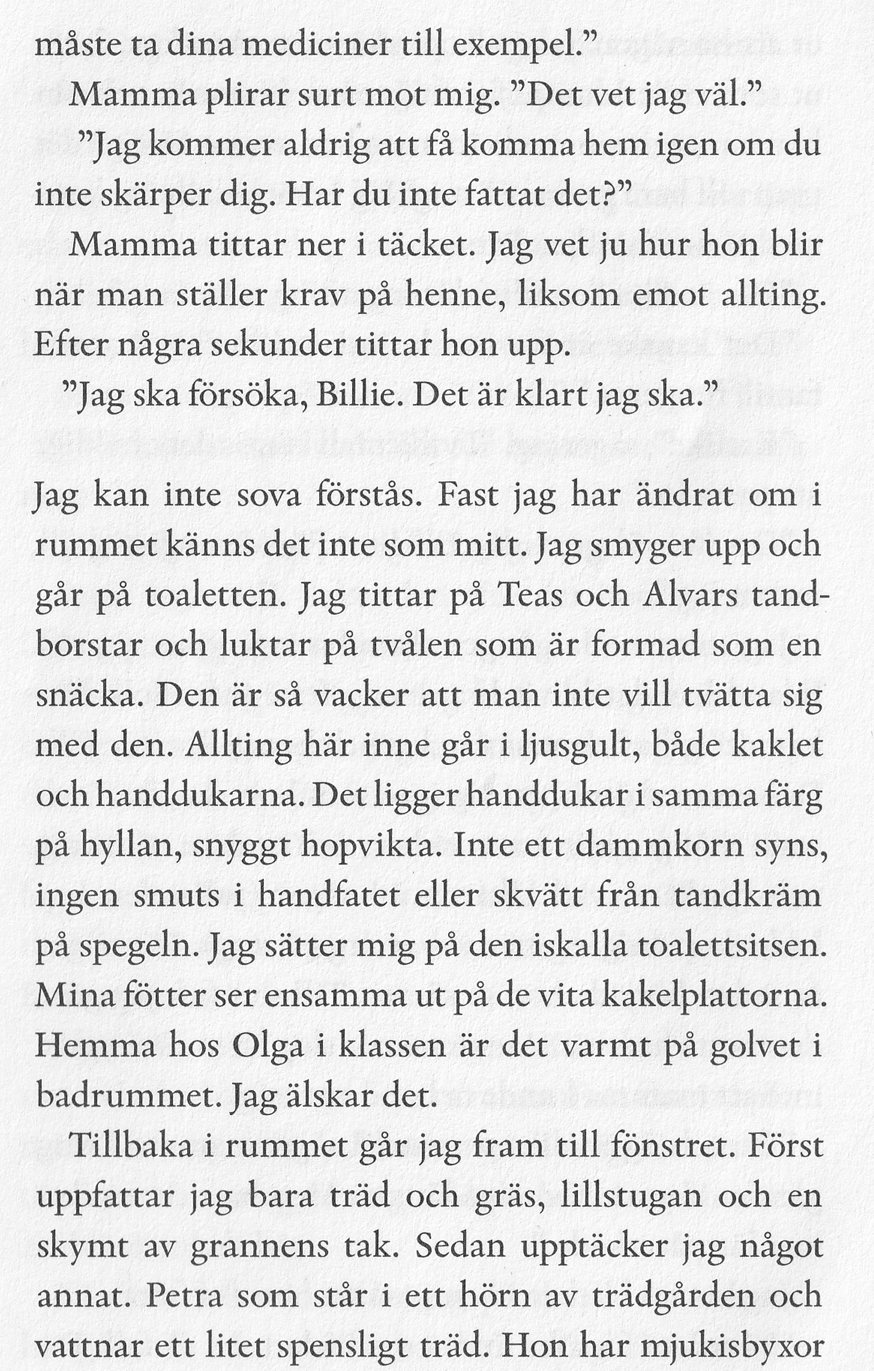 måste ta dina mediciner till exempel.”
Mamma plirar surt mot mig. ”Det vet jag väl.”
”Jag kommer aldrig att få komma hem igen om du
inte skärper dig. Har du inte fattat det?”
Mamma tittar ner i täcket. Jag vet ju hur hon blir
när man ställer krav på henne, liksom emot allting.
Efter några sekunder tittar hon upp.
”Jag ska försöka, Billie. Det är klart jag ska.”
Jag kan inte sova förstås. Fast jag har ändrat om i
rummet känns det inte som mitt. Jag smyger upp och
går på toaletten. Jag tittar på Teas och Alvars tand-
borstar och luktar på tvålen som är formad som en
snäcka. Den är så vacker att man inte vill tvätta sig
med den. Allting här inne går i ljusgult, både kaklet
och handdukarna. Det ligger handdukar i samma färg
på hyllan, snyggt hopvikta. Inte ett dammkorn syns,
ingen smuts i handfatet eller skvätt från tandkräm
på spegeln. Jag sätter mig på den iskalla toalettsitsen.
Mina fötter ser ensamma ut på de vita kakelplattorna.
Hemma hos Olga i klassen är det varmt på golvet i
badrummet. Jag älskar det.
Tillbaka i rummet går jag fram till fönstret. Först
uppfattar jag bara träd och gräs, lillstugan och en
skymt av grannens tak. Sedan upptäcker jag något
annat. Petra som står i ett hörn av trädgården och
vattnar ett litet spensligt träd. Hon har mjukisbyxor